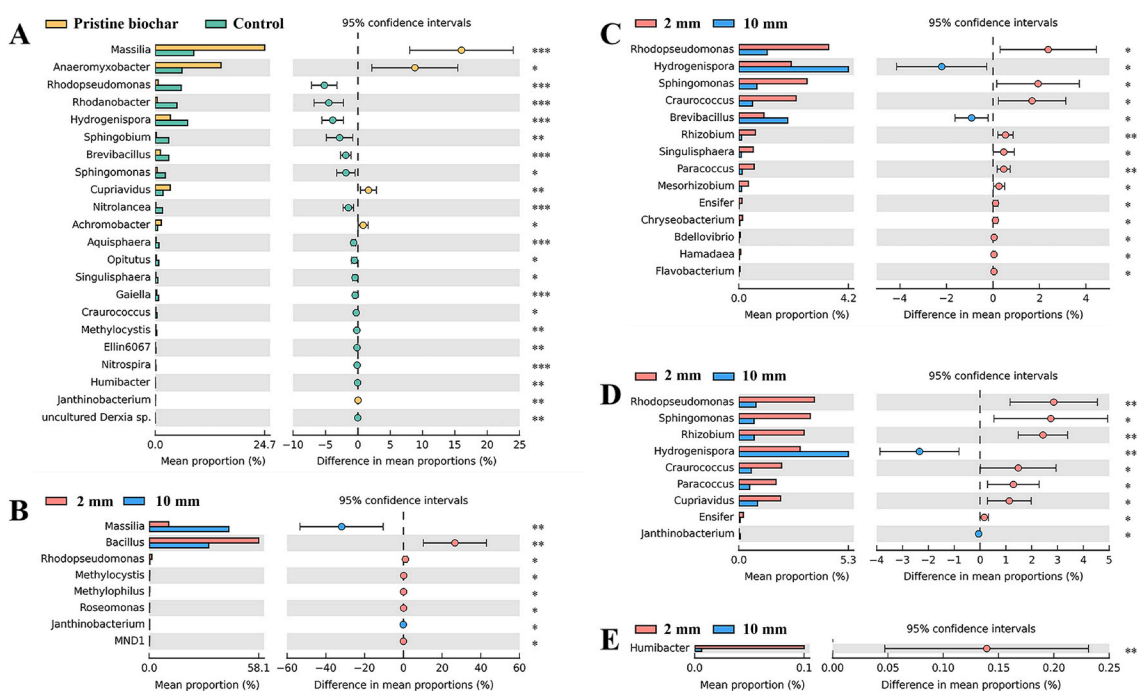 A
Pristine biochar Control
95% confidence intervals
Massilia ***
Anaeromyxobacter *
Rhodopseudomonas ***
Rhodanobacter ***
Hydrogenispora ***
Sphingobium **
Brevibacillus ***
Sphingomonas *
Cupriavidus **
Nitrolancea ***
Achromobacter *
Aquisphaera ***
Opitutus *
Singulisphaera *
Gaiella ***
Craurococcus *
Methylocystis **
Ellin6067 **
Nitrospira ***
Humibacter **
Janthinobacterium **
uncultured Derxia sp. **
0.0 24.7 −10 −5 0 5 10 15 20 25
Mean proportion (%) Difference in mean proportions (%)
B
2 mm 10 mm
95% confidence intervals
Massilia **
Bacillus **
Rhodopseudomonas *
Methylocystis *
Methylophilus *
Roseomonas *
Janthinobacterium *
MND1 *
0.0 58.1 −60 −40 −20 0 20 40 60
Mean proportion (%) Difference in mean proportions (%)
C
2 mm 10 mm
95% confidence intervals
Rhodopseudomonas *
Hydrogenispora *
Sphingomonas *
Craurococcus *
Brevibacillus *
Rhizobium **
Singulisphaera *
Paracoccus **
Mesorhizobium *
Ensifer *
Chryseobacterium *
Bdellovibrio *
Hamadaea *
Flavobacterium *
0.0 4.2 −4 −2 0 2 4
Mean proportion (%) Difference in mean proportions (%)
D
2 mm 10 mm
95% confidence intervals
Rhodopseudomonas **
Sphingomonas *
Rhizobium **
Hydrogenispora **
Craurococcus *
Paracoccus *
Cupriavidus *
Ensifer *
Janthinobacterium *
0.0 5.3 −4 −3 −2 −1 0 1 2 3 4 5
Mean proportion (%) Difference in mean proportions (%)
E
2 mm 10 mm
95% confidence intervals
Humibacter **
0.0 0.1 0.00 0.05 0.10 0.15 0.20 0.25
Mean proportion (%) Difference in mean proportions (%)